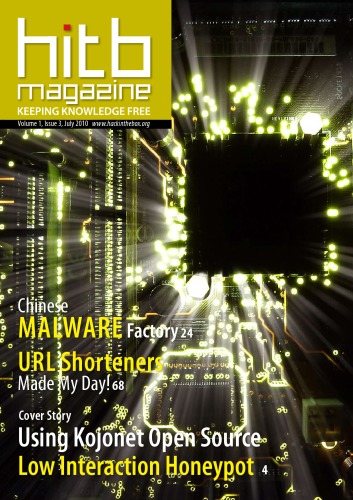 hitb
magazine
KEEPING KNOWLEDGE FREE
Volume 1, Issue 3, July 2010 www.hackinthebox.org
Chinese
MALWARE Factory 24
URL Shorteners
Made My Day! 68
Cover Story
Using Kojonet Open Source
Low Interaction Honeypot 4